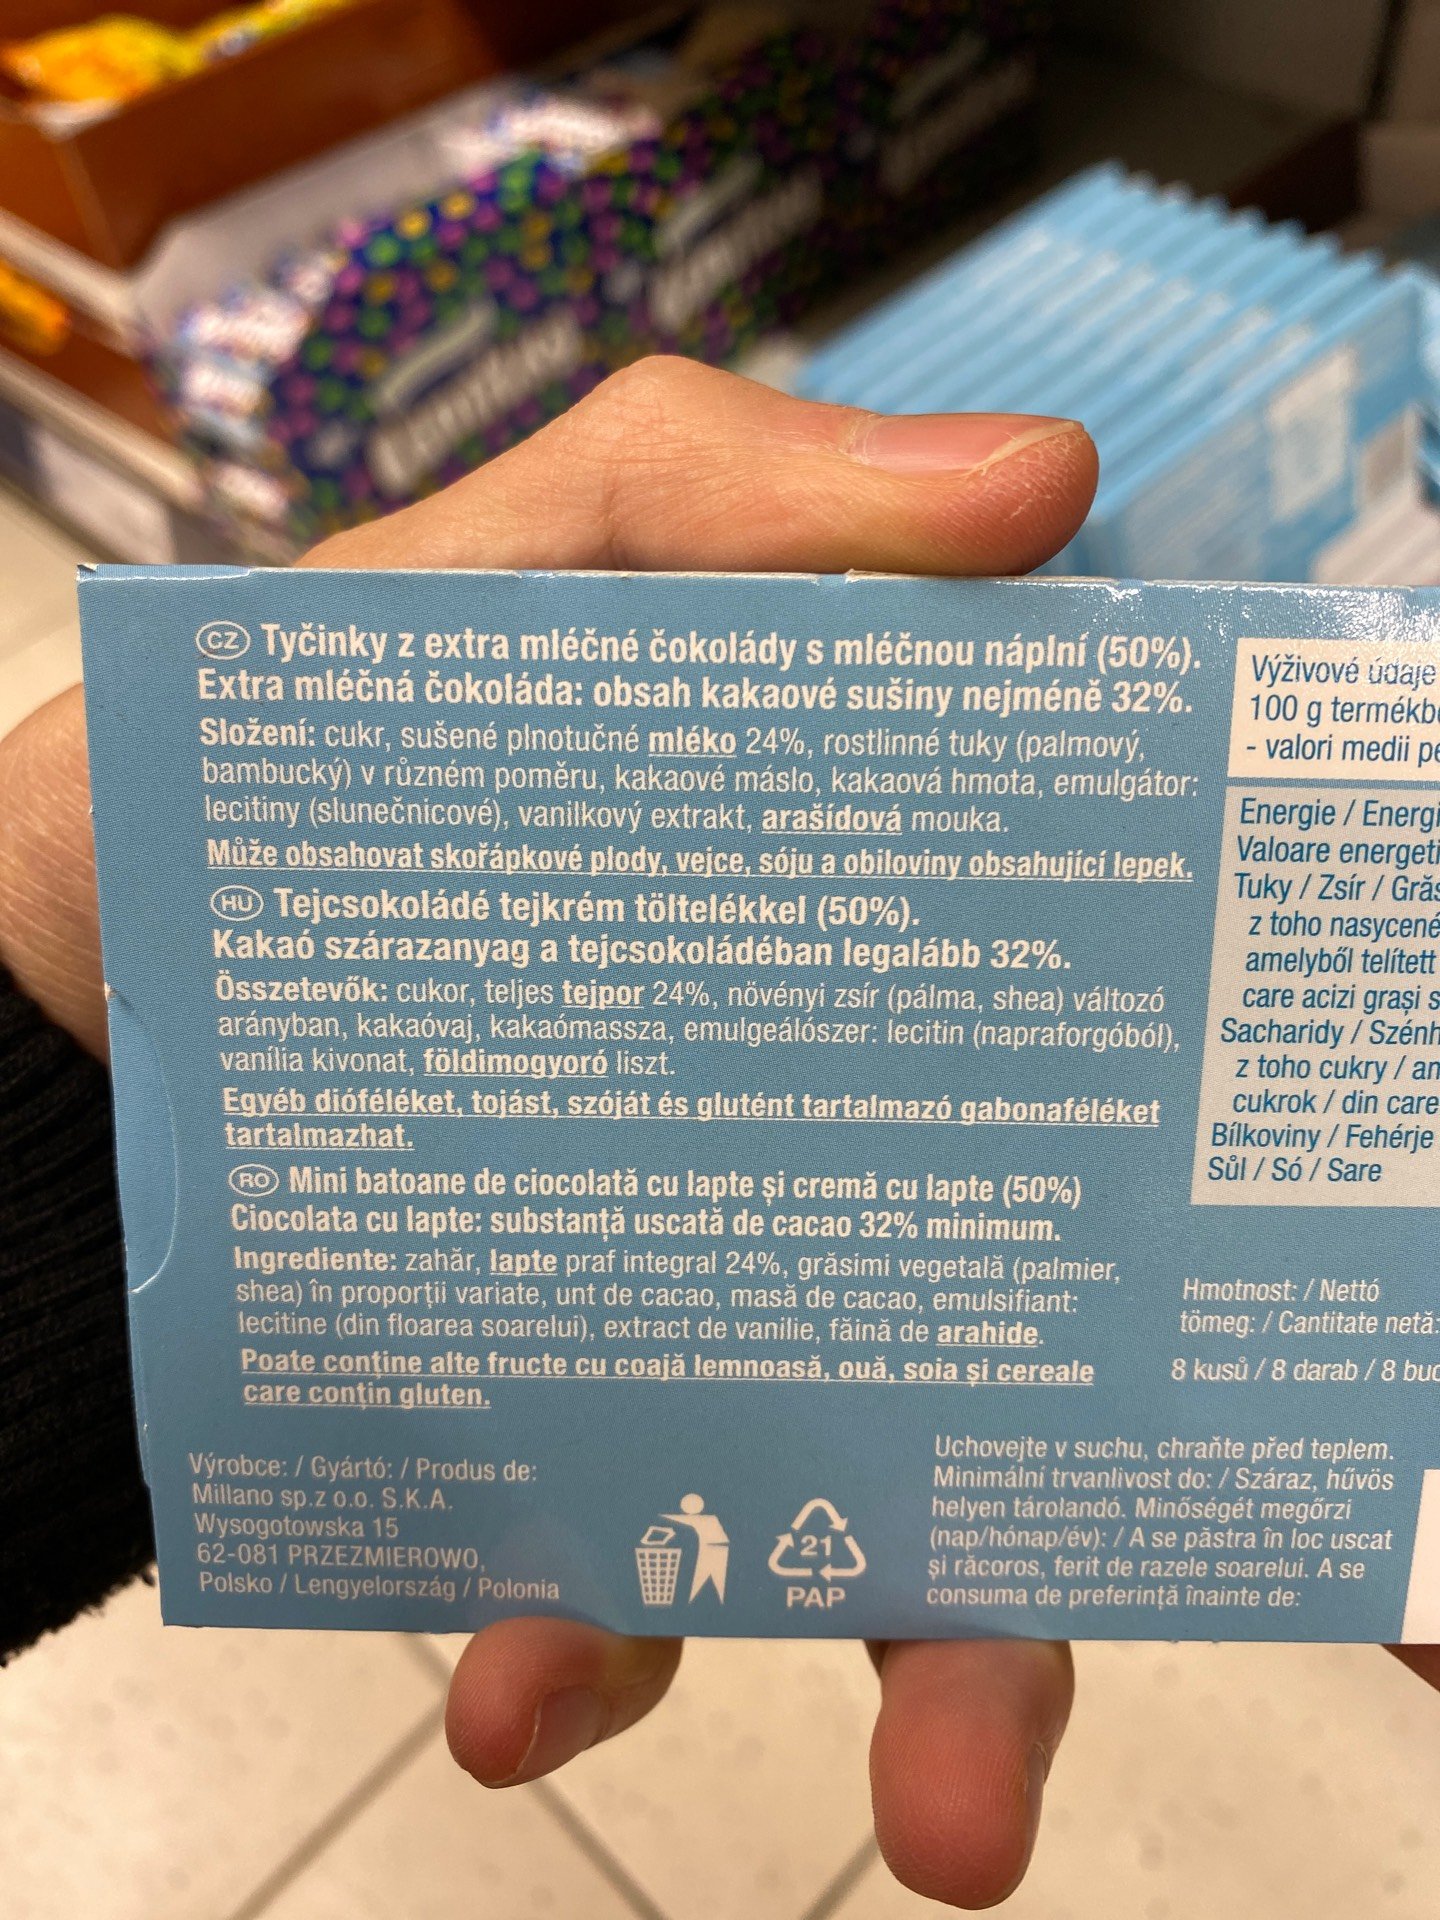 CZ Tyčinky z extra mléčné čokolády s mléčnou náplní (50%).
Extra mléčná čokoláda: obsah kakaové sušiny nejméně 32%.
Složení: cukr, sušené plnotučné mléko 24%, rostlinné tuky (palmový,
bambucký) v různém poměru, kakaové máslo, kakaová hmota, emulgátor:
lecitiny (slunečnicové), vanilkový extrakt, arašídová mouka.
Může obsahovat skořápkové plody, vejce, sóju a obiloviny obsahující lepek.
HU Tejcsokoládé tejkrém töltelékkel (50%).
Kakaó szárazanyag a tejcsokoládéban legalább 32%.
Összetevők: cukor, teljes tejpor 24%, növényi zsír (pálma, shea) változó
arányban, kakaóvaj, kakaómassza, emulgeálószer: lecitin (napraforgóból),
vanília kivonat, földimogyoró liszt.
Egyéb dióféléket, tojást, szóját és glutént tartalmazó gabonaféléket
tartalmazhat.
RO Mini batoane de ciocolată cu lapte și cremă cu lapte (50%)
Ciocolata cu lapte: substanță uscată de cacao 32% minimum.
Ingrediente: zahăr, lapte praf integral 24%, grăsimi vegetală (palmier,
shea) în proporții variate, unt de cacao, masă de cacao, emulsifiant:
lecitine (din floarea soarelui), extract de vanilie, făină de arahide.
Poate conține alte fructe cu coajă lemnoasă, ouă, soia și cereale
care conțin gluten.
Výrobce: / Gyártó: / Produs de:
Millano sp.z o.o. S.K.A.
Wysogotowska 15
62-081 PRZEZMIEROWO,
Polsko / Lengyelország / Polonia
21
PAP
Výživové údaje
100 g termékbe
- valori medii pe
Energie / Energi
Valoare energeti
Tuky / Zsír / Grăs
z toho nasycené
amelyből telített
care acizi grași s
Sacharidy / Szénh
z toho cukry / am
cukrok / din care
Bílkoviny / Fehérje
Sůl / Só / Sare
Hmotnost: / Nettó
tömeg: / Cantitate netă:
8 kusů / 8 darab / 8 buc
Uchovejte v suchu, chraňte před teplem.
Minimální trvanlivost do: / Száraz, hűvös
helyen tárolandó. Minőségét megőrzi
(nap/hónap/év): / A se păstra în loc uscat
și răcoros, ferit de razele soarelui. A se
consuma de preferință înainte de: